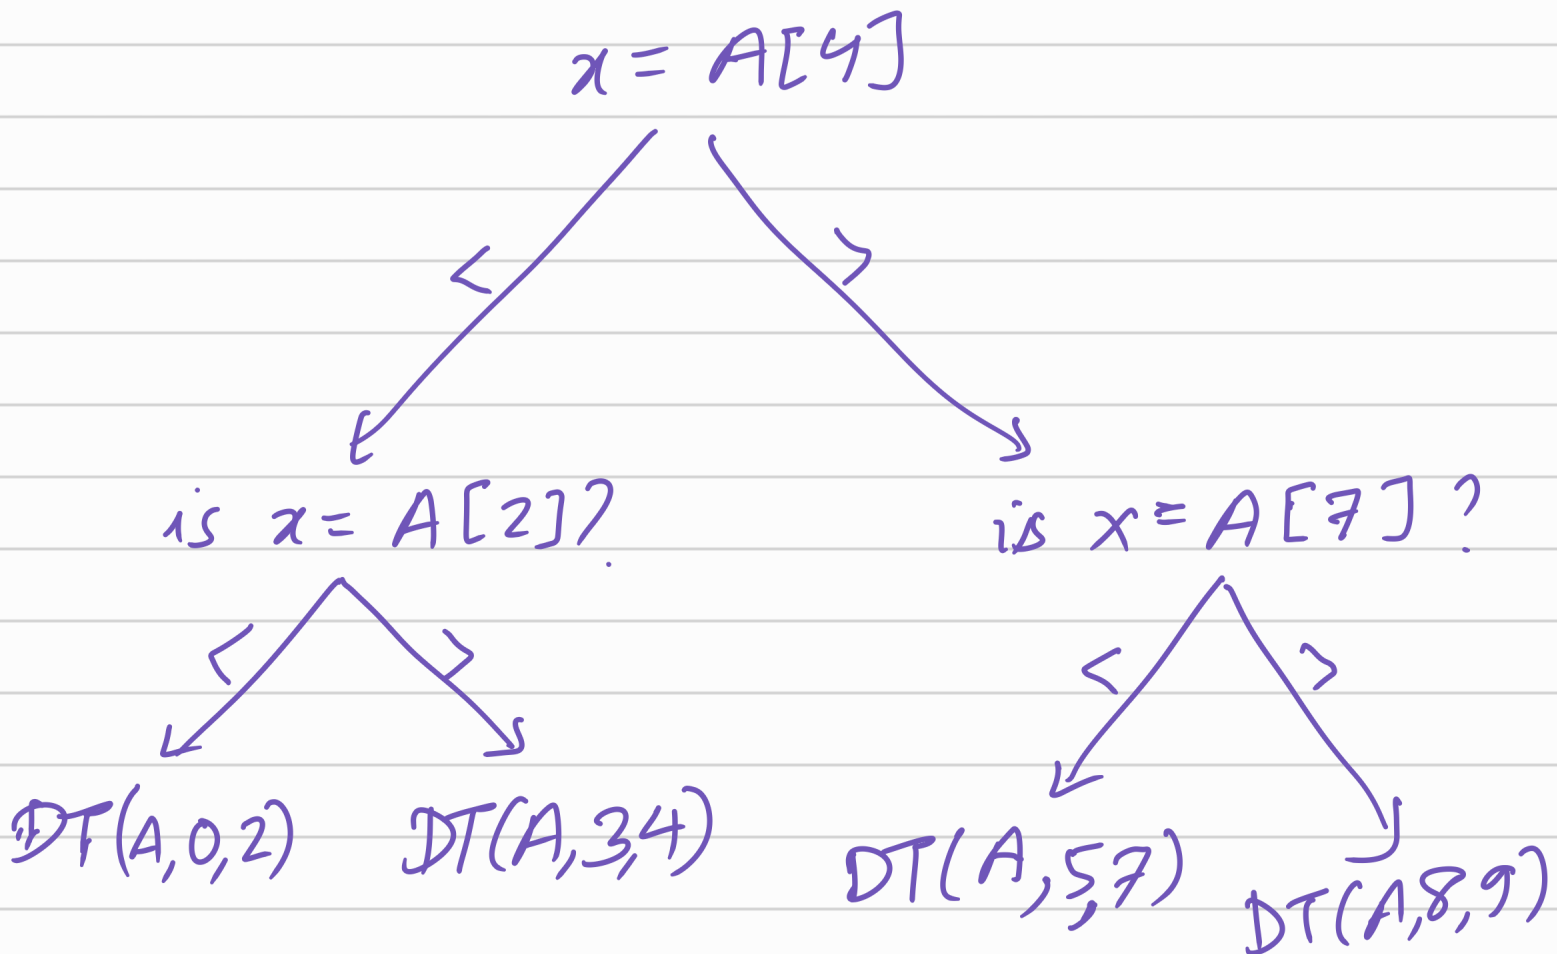 x = A[4]
< >
is x = A[2]? is x = A[7] ?
< > < >
DT(A,0,2) DT(A,3,4) DT(A,5,7) DT(A,8,9)